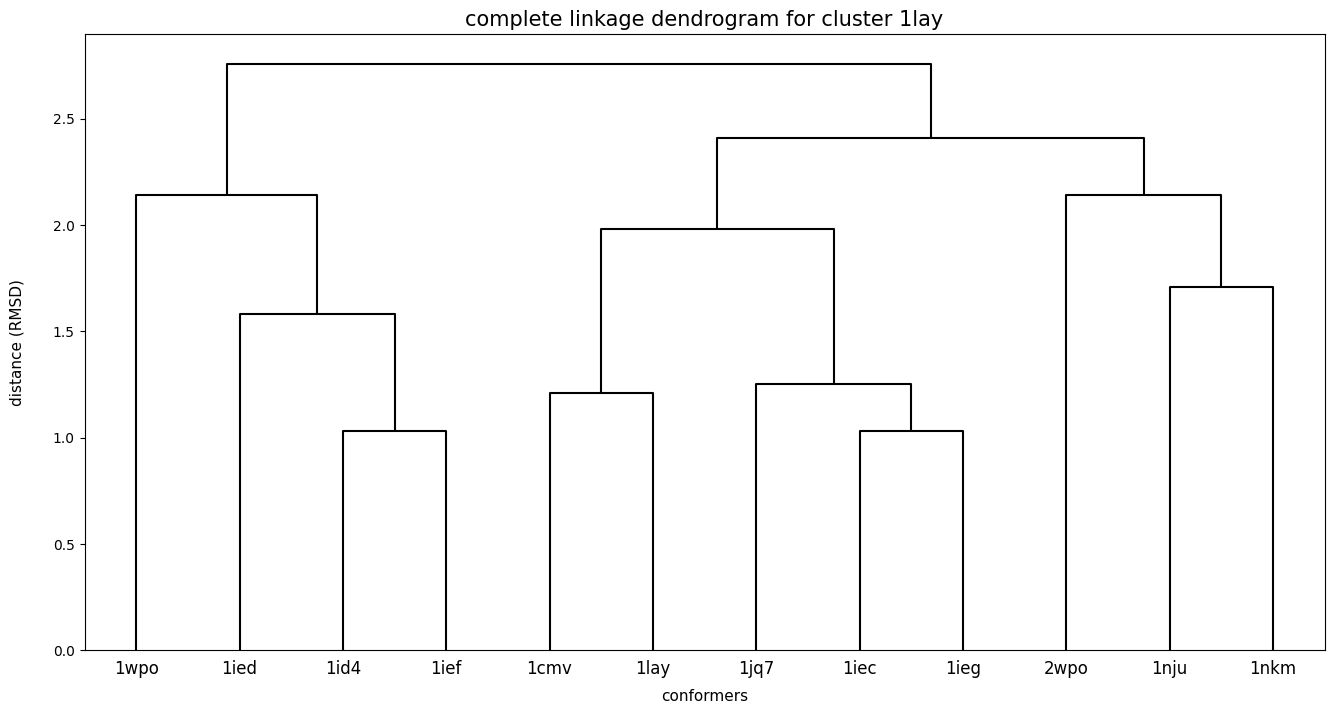 complete linkage dendrogram for cluster 1lay
distance (RMSD)
2.5
2.0
1.5
1.0
0.5
0.0
1wpo 1ied 1id4 1ief 1cmv 1lay 1jq7 1iec 1ieg 2wpo 1nju 1nkm
conformers